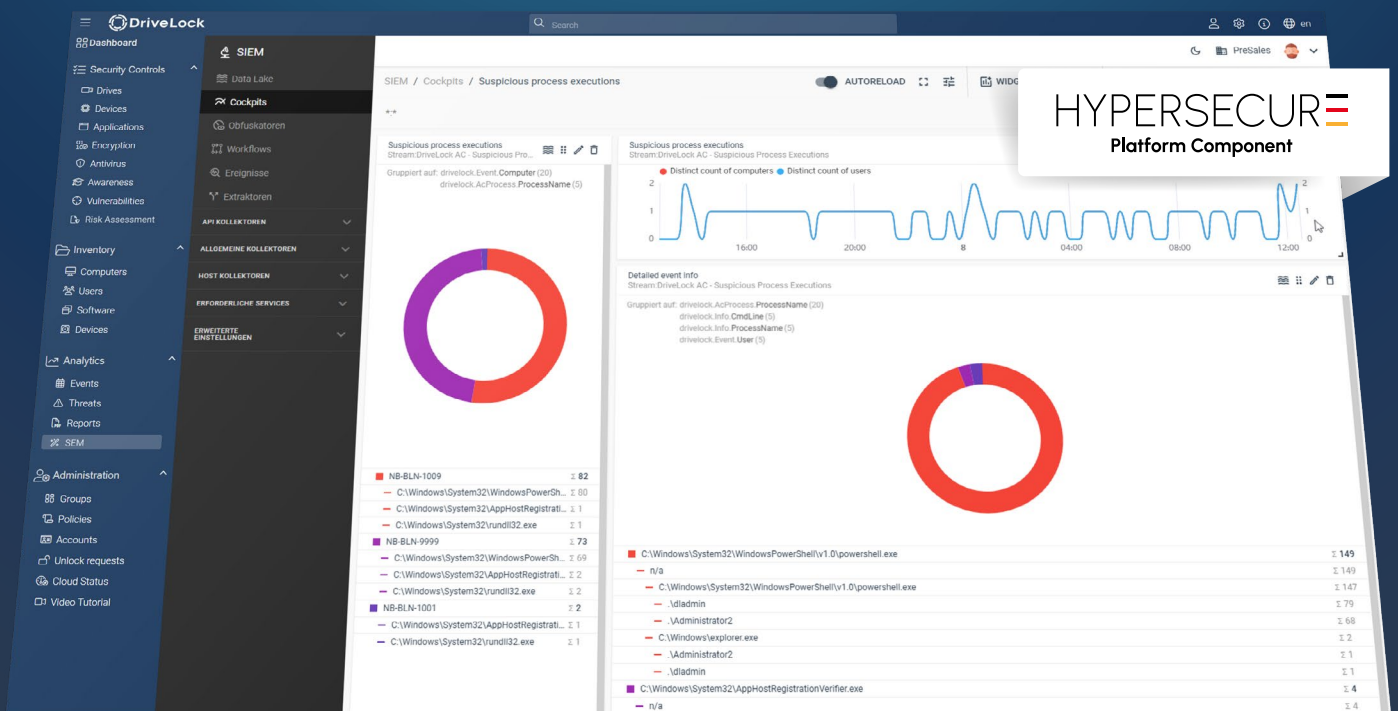 DriveLock
Search
en
Dashboard
Security Controls
Drives
Devices
Applications
Encryption
Antivirus
Awareness
Vulnerabilities
Risk Assessment
Inventory
Computers
Users
Software
Devices
Analytics
Events
Threats
Reports
SEM
Administration
Groups
Policies
Accounts
Unlock requests
Cloud Status
Video Tutorial
SIEM
Data Lake
Cockpits
Obfuskatoren
Workflows
Ereignisse
Extraktoren
API KOLLEKTOREN
ALLGEMEINE KOLLEKTOREN
HOST KOLLEKTOREN
ERFORDERLICHE SERVICES
ERWEITERTE
EINSTELLUNGEN
PreSales
SIEM / Cockpits / Suspicious process executions
AUTORELOAD
WIDG
HYPERSECURE
Platform Component
Suspicious process executions
Stream:DriveLock AC - Suspicious Pro...
Gruppiert auf: drivelock.Event.Computer (20)
drivelock.AcProcess.ProcessName (5)
NB-BLN-1009 Σ 82
C:\Windows\System32\WindowsPowerSh... Σ 80
C:\Windows\System32\AppHostRegistrati... Σ 1
C:\Windows\System32\rundll32.exe Σ 1
NB-BLN-9999 Σ 73
C:\Windows\System32\WindowsPowerSh... Σ 69
C:\Windows\System32\AppHostRegistrati... Σ 2
C:\Windows\System32\rundll32.exe Σ 2
NB-BLN-1001 Σ 2
C:\Windows\System32\AppHostRegistrati... Σ 1
C:\Windows\System32\rundll32.exe Σ 1
Suspicious process executions
Stream:DriveLock AC - Suspicious Process Executions
Distinct count of computers Distinct count of users
2 2
1 1
0 0
16:00 20:00 8 04:00 08:00 12:00
Detailed event info
Stream:DriveLock AC - Suspicious Process Executions
Gruppiert auf: drivelock.AcProcess.ProcessName (20)
drivelock.Info.CmdLine (5)
drivelock.Info.ProcessName (5)
drivelock.Event.User (5)
C:\Windows\System32\WindowsPowerShell\v1.0\powershell.exe Σ 149
n/a Σ 149
C:\Windows\System32\WindowsPowerShell\v1.0\powershell.exe Σ 147
.\dladmin Σ 79
.\Administrator2 Σ 68
C:\Windows\explorer.exe Σ 2
.\Administrator2 Σ 1
.\dladmin Σ 1
C:\Windows\System32\AppHostRegistrationVerifier.exe Σ 4
n/a Σ 4